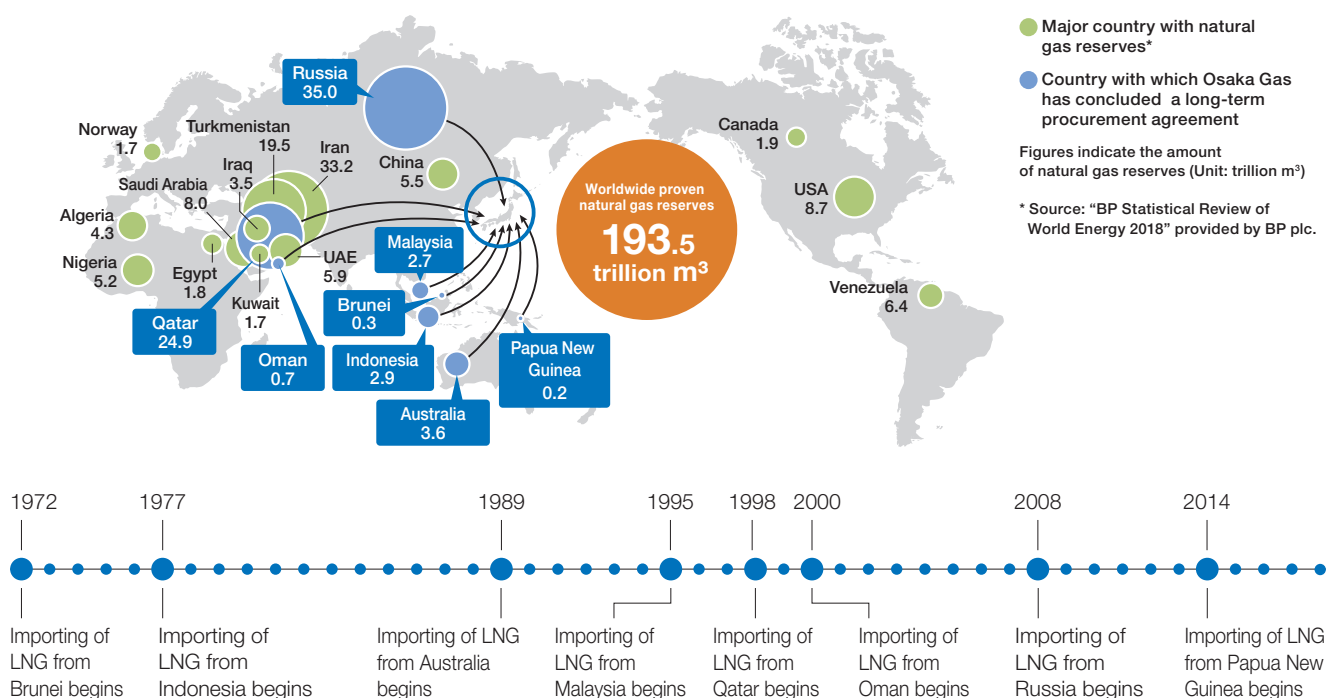 Russia
35.0
Norway
1.7
Turkmenistan
19.5
Iran
33.2
Iraq
3.5
Saudi Arabia
8.0
China
5.5
Algeria
4.3
Nigeria
5.2
Egypt
1.8
Kuwait
1.7
UAE
5.9
Qatar
24.9
Oman
0.7
Malaysia
2.7
Brunei
0.3
Indonesia
2.9
Australia
3.6
Papua New
Guinea
0.2
Worldwide proven
natural gas reserves
193.5
trillion m³
Canada
1.9
USA
8.7
Venezuela
6.4
Major country with natural
gas reserves*
Country with which Osaka Gas
has concluded a long-term
procurement agreement
Figures indicate the amount
of natural gas reserves (Unit: trillion m³)
* Source: “BP Statistical Review of
World Energy 2018” provided by BP plc.
1972
1977
1989
1995
1998
2000
2008
2014
Importing of
LNG from
Brunei begins
Importing of
LNG from
Indonesia begins
Importing of LNG
from Australia
begins
Importing of
LNG from
Malaysia begins
Importing of
LNG from
Qatar begins
Importing of
LNG from
Oman begins
Importing of
LNG from
Russia begins
Importing of LNG
from Papua New
Guinea begins